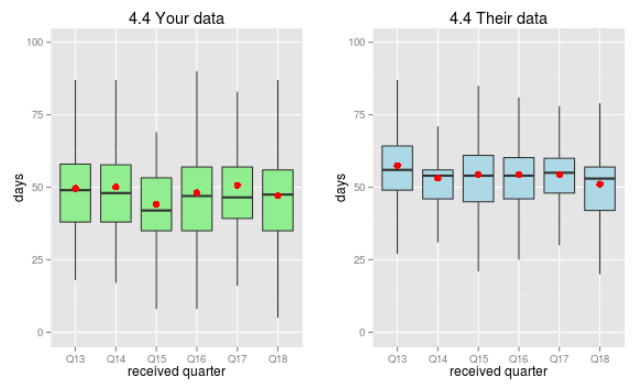 4.4 Your data
100
75
50
25
0
days
Q13 Q14 Q15 Q16 Q17 Q18
received quarter
4.4 Their data
100
75
50
25
0
days
Q13 Q14 Q15 Q16 Q17 Q18
received quarter